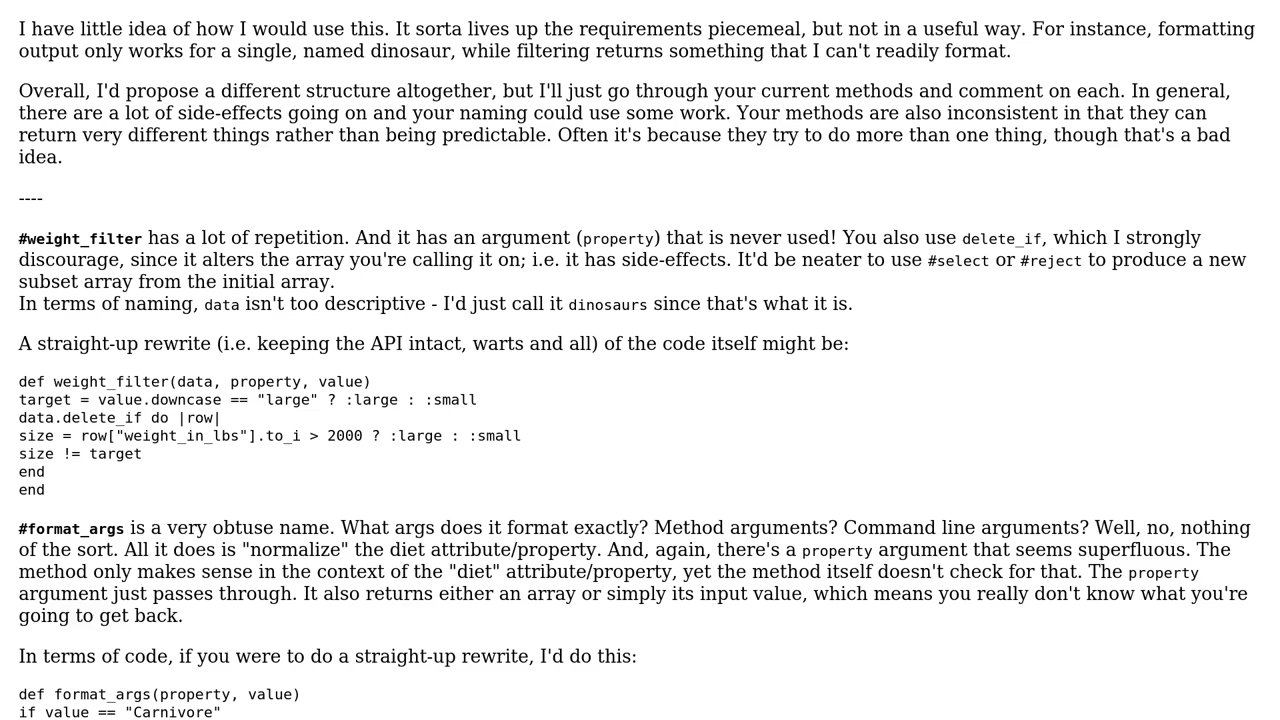 I have little idea of how I would use this. It sorta lives up the requirements piecemeal, but not in a useful way. For instance, formatting
output only works for a single, named dinosaur, while filtering returns something that I can't readily format.
Overall, I'd propose a different structure altogether, but I'll just go through your current methods and comment on each. In general,
there are a lot of side-effects going on and your naming could use some work. Your methods are also inconsistent in that they can
return very different things rather than being predictable. Often it's because they try to do more than one thing, though that's a bad
idea.
----
#weight_filter has a lot of repetition. And it has an argument (property) that is never used! You also use delete_if, which I strongly
discourage, since it alters the array you're calling it on; i.e. it has side-effects. It'd be neater to use #select or #reject to produce a new
subset array from the initial array.
In terms of naming, data isn't too descriptive - I'd just call it dinosaurs since that's what it is.
A straight-up rewrite (i.e. keeping the API intact, warts and all) of the code itself might be:
def weight_filter(data, property, value)
target = value.downcase == "large" ? :large : :small
data.delete_if do |row|
size = row["weight_in_lbs"].to_i > 2000 ? :large : :small
size != target
end
end
#format_args is a very obtuse name. What args does it format exactly? Method arguments? Command line arguments? Well, no, nothing
of the sort. All it does is "normalize" the diet attribute/property. And, again, there's a property argument that seems superfluous. The
method only makes sense in the context of the "diet" attribute/property, yet the method itself doesn't check for that. The property
argument just passes through. It also returns either an array or simply its input value, which means you really don't know what you're
going to get back.
In terms of code, if you were to do a straight-up rewrite, I'd do this:
def format_args(property, value)
if value == "Carnivore"